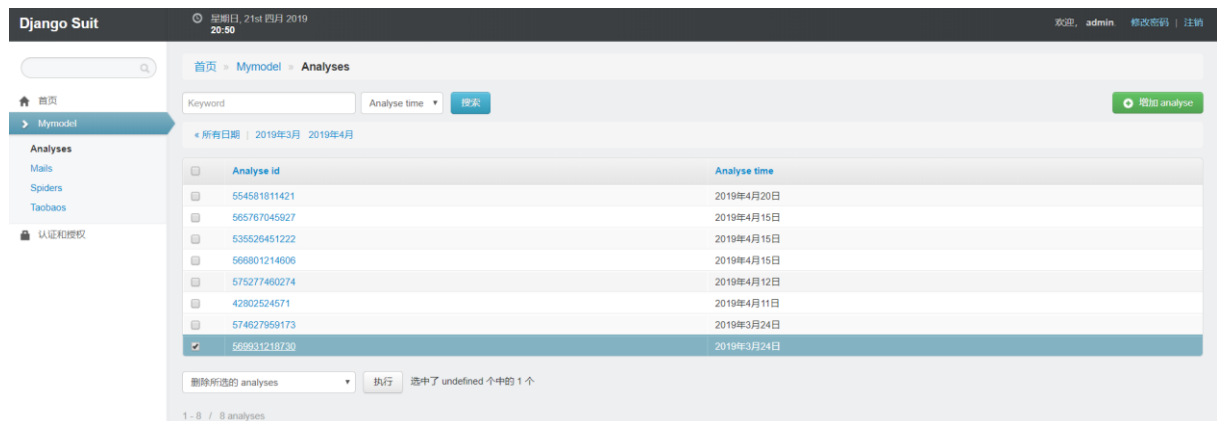 Django Suit
星期日, 21st 四月 2019
20:50
欢迎, admin. 修改密码 | 注销
首页 » Mymodel » Analyses
首页
Mymodel
Analyses
Mails
Spiders
Taobaos
认证和授权
Keyword Analyse time 搜索 增加 analyse
« 所有日期 | 2019年3月 2019年4月
Analyse id Analyse time
554581811421 2019年4月20日
565767045927 2019年4月15日
535526451222 2019年4月15日
566801214606 2019年4月15日
575277460274 2019年4月12日
42802524571 2019年4月11日
574627959173 2019年3月24日
569931218730 2019年3月24日
删除所选的 analyses 执行 选中了 undefined 个中的 1 个
1 - 8 / 8 analyses